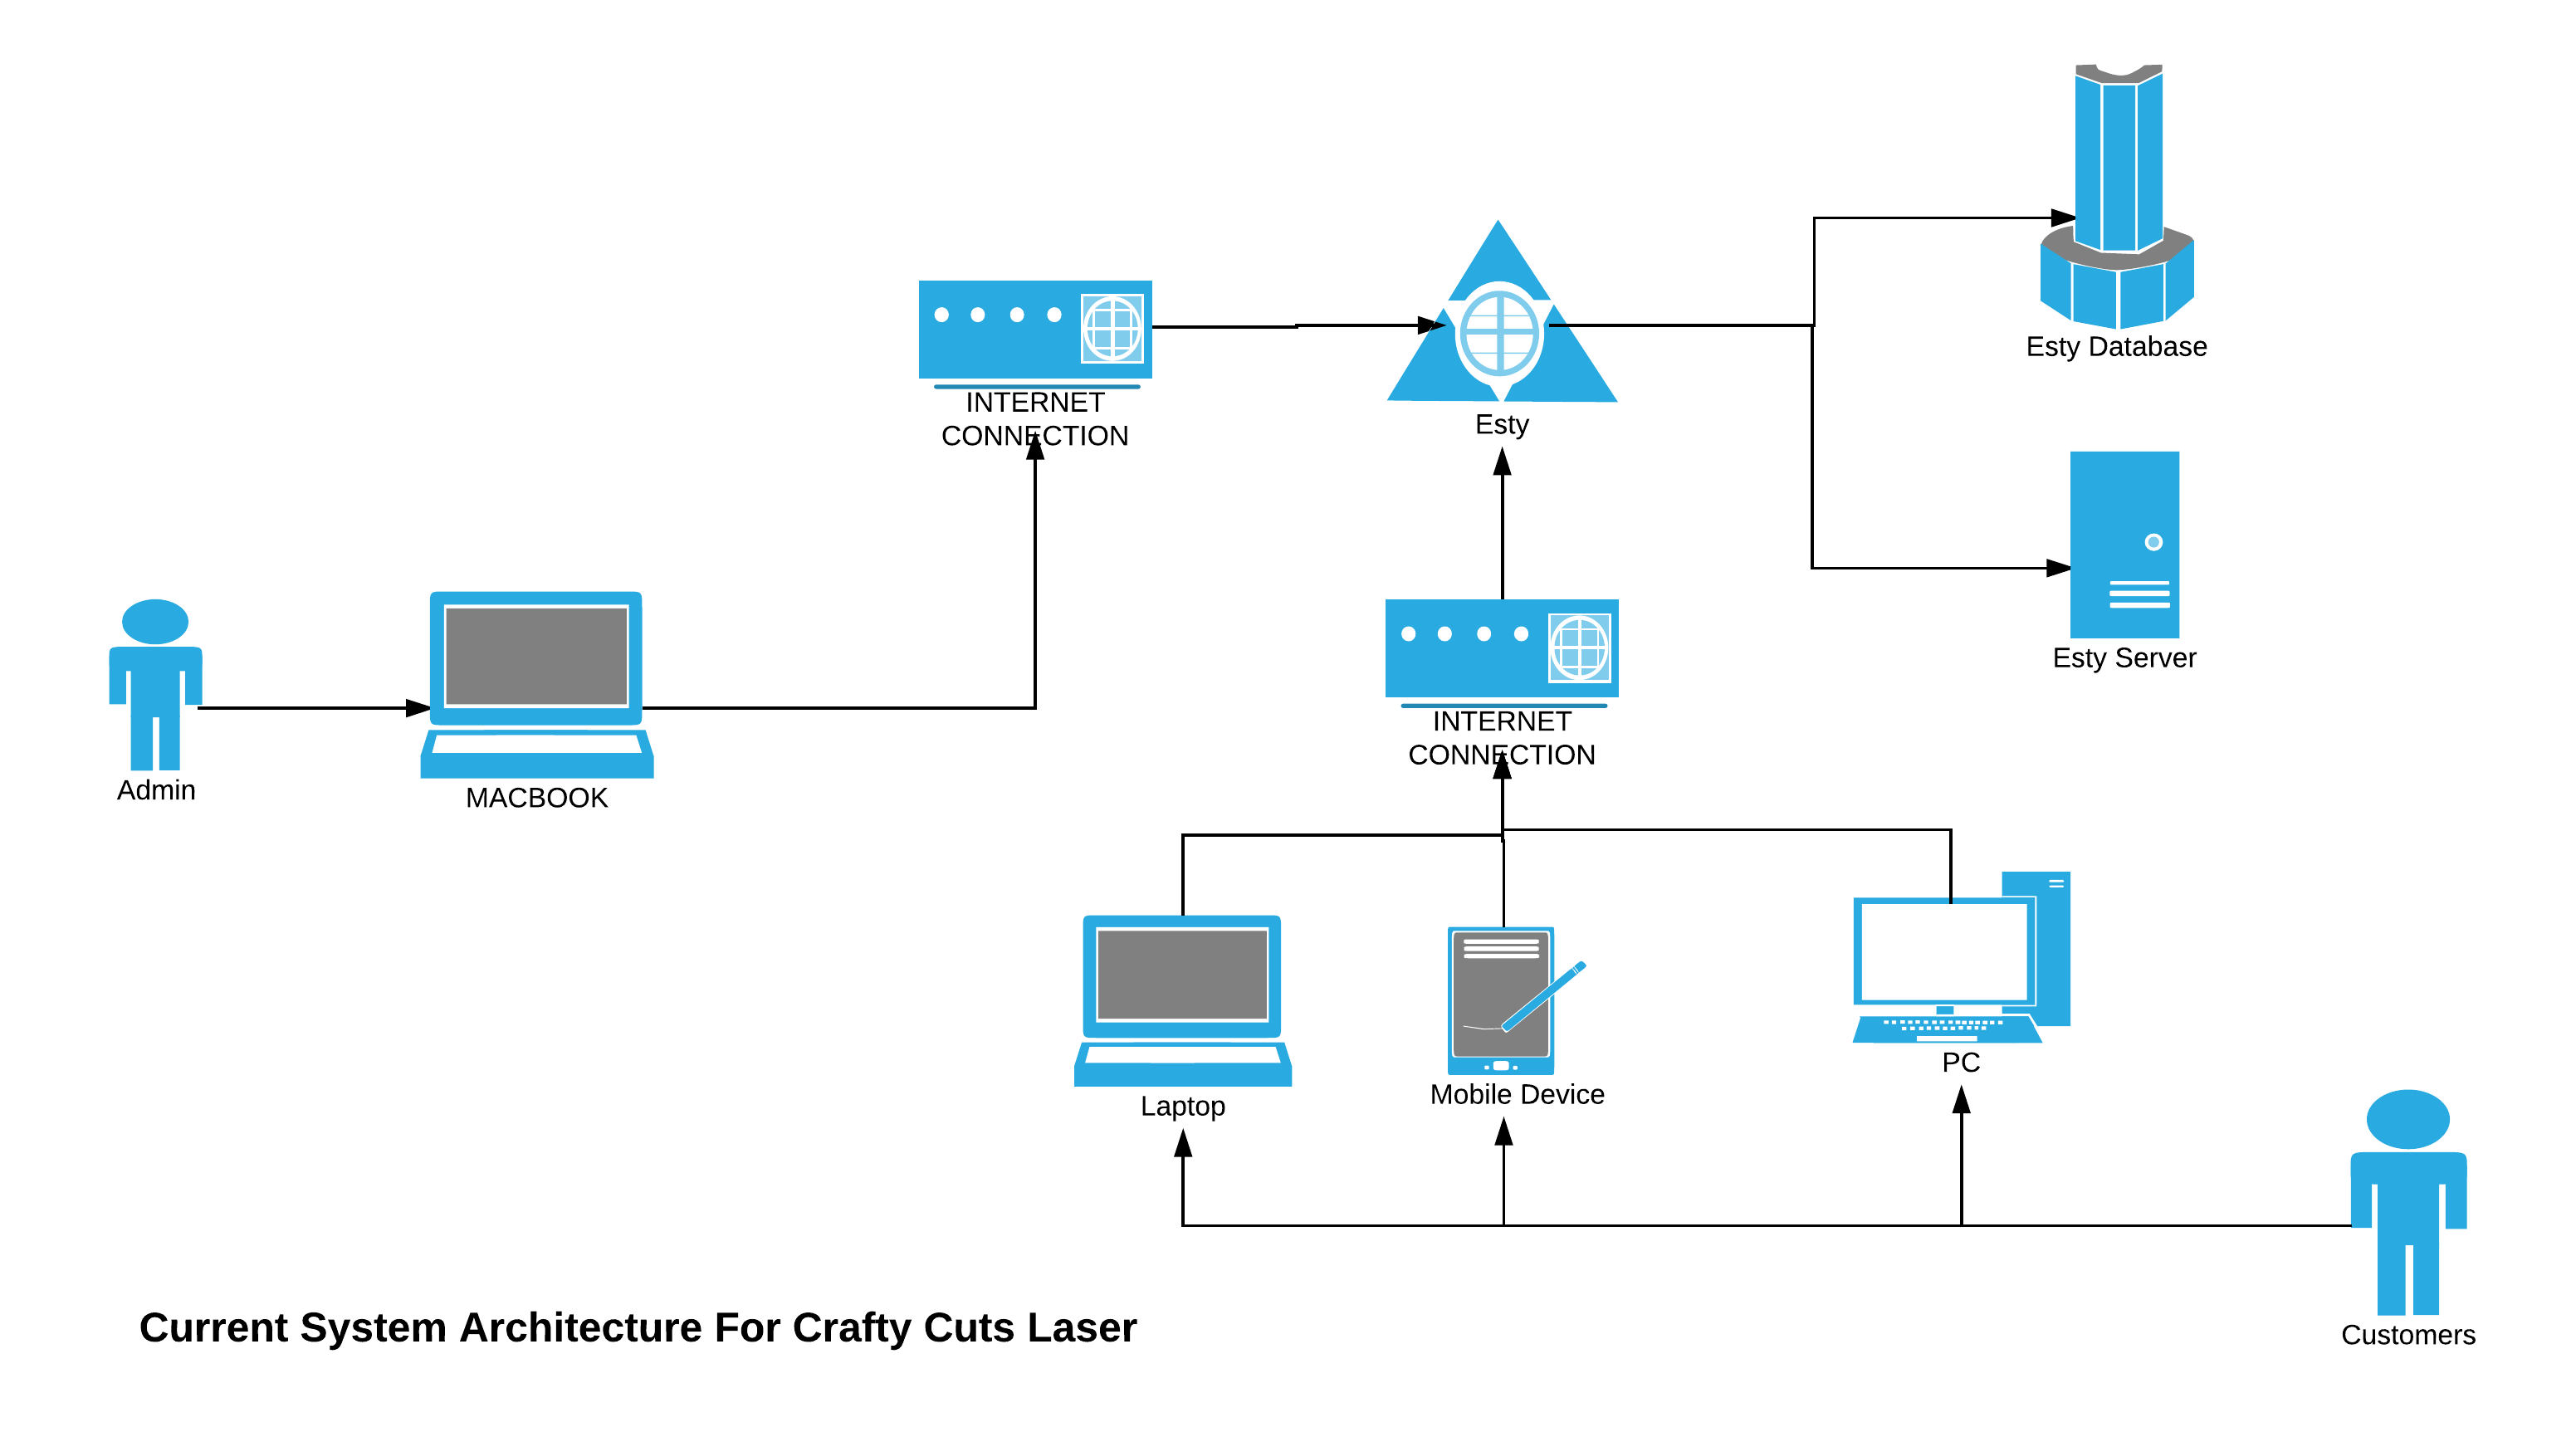 Esty Database
INTERNET
CONNECTION
Esty
Esty Server
INTERNET
CONNECTION
Admin
MACBOOK
PC
Mobile Device
Laptop
Current System Architecture For Crafty Cuts Laser
Customers